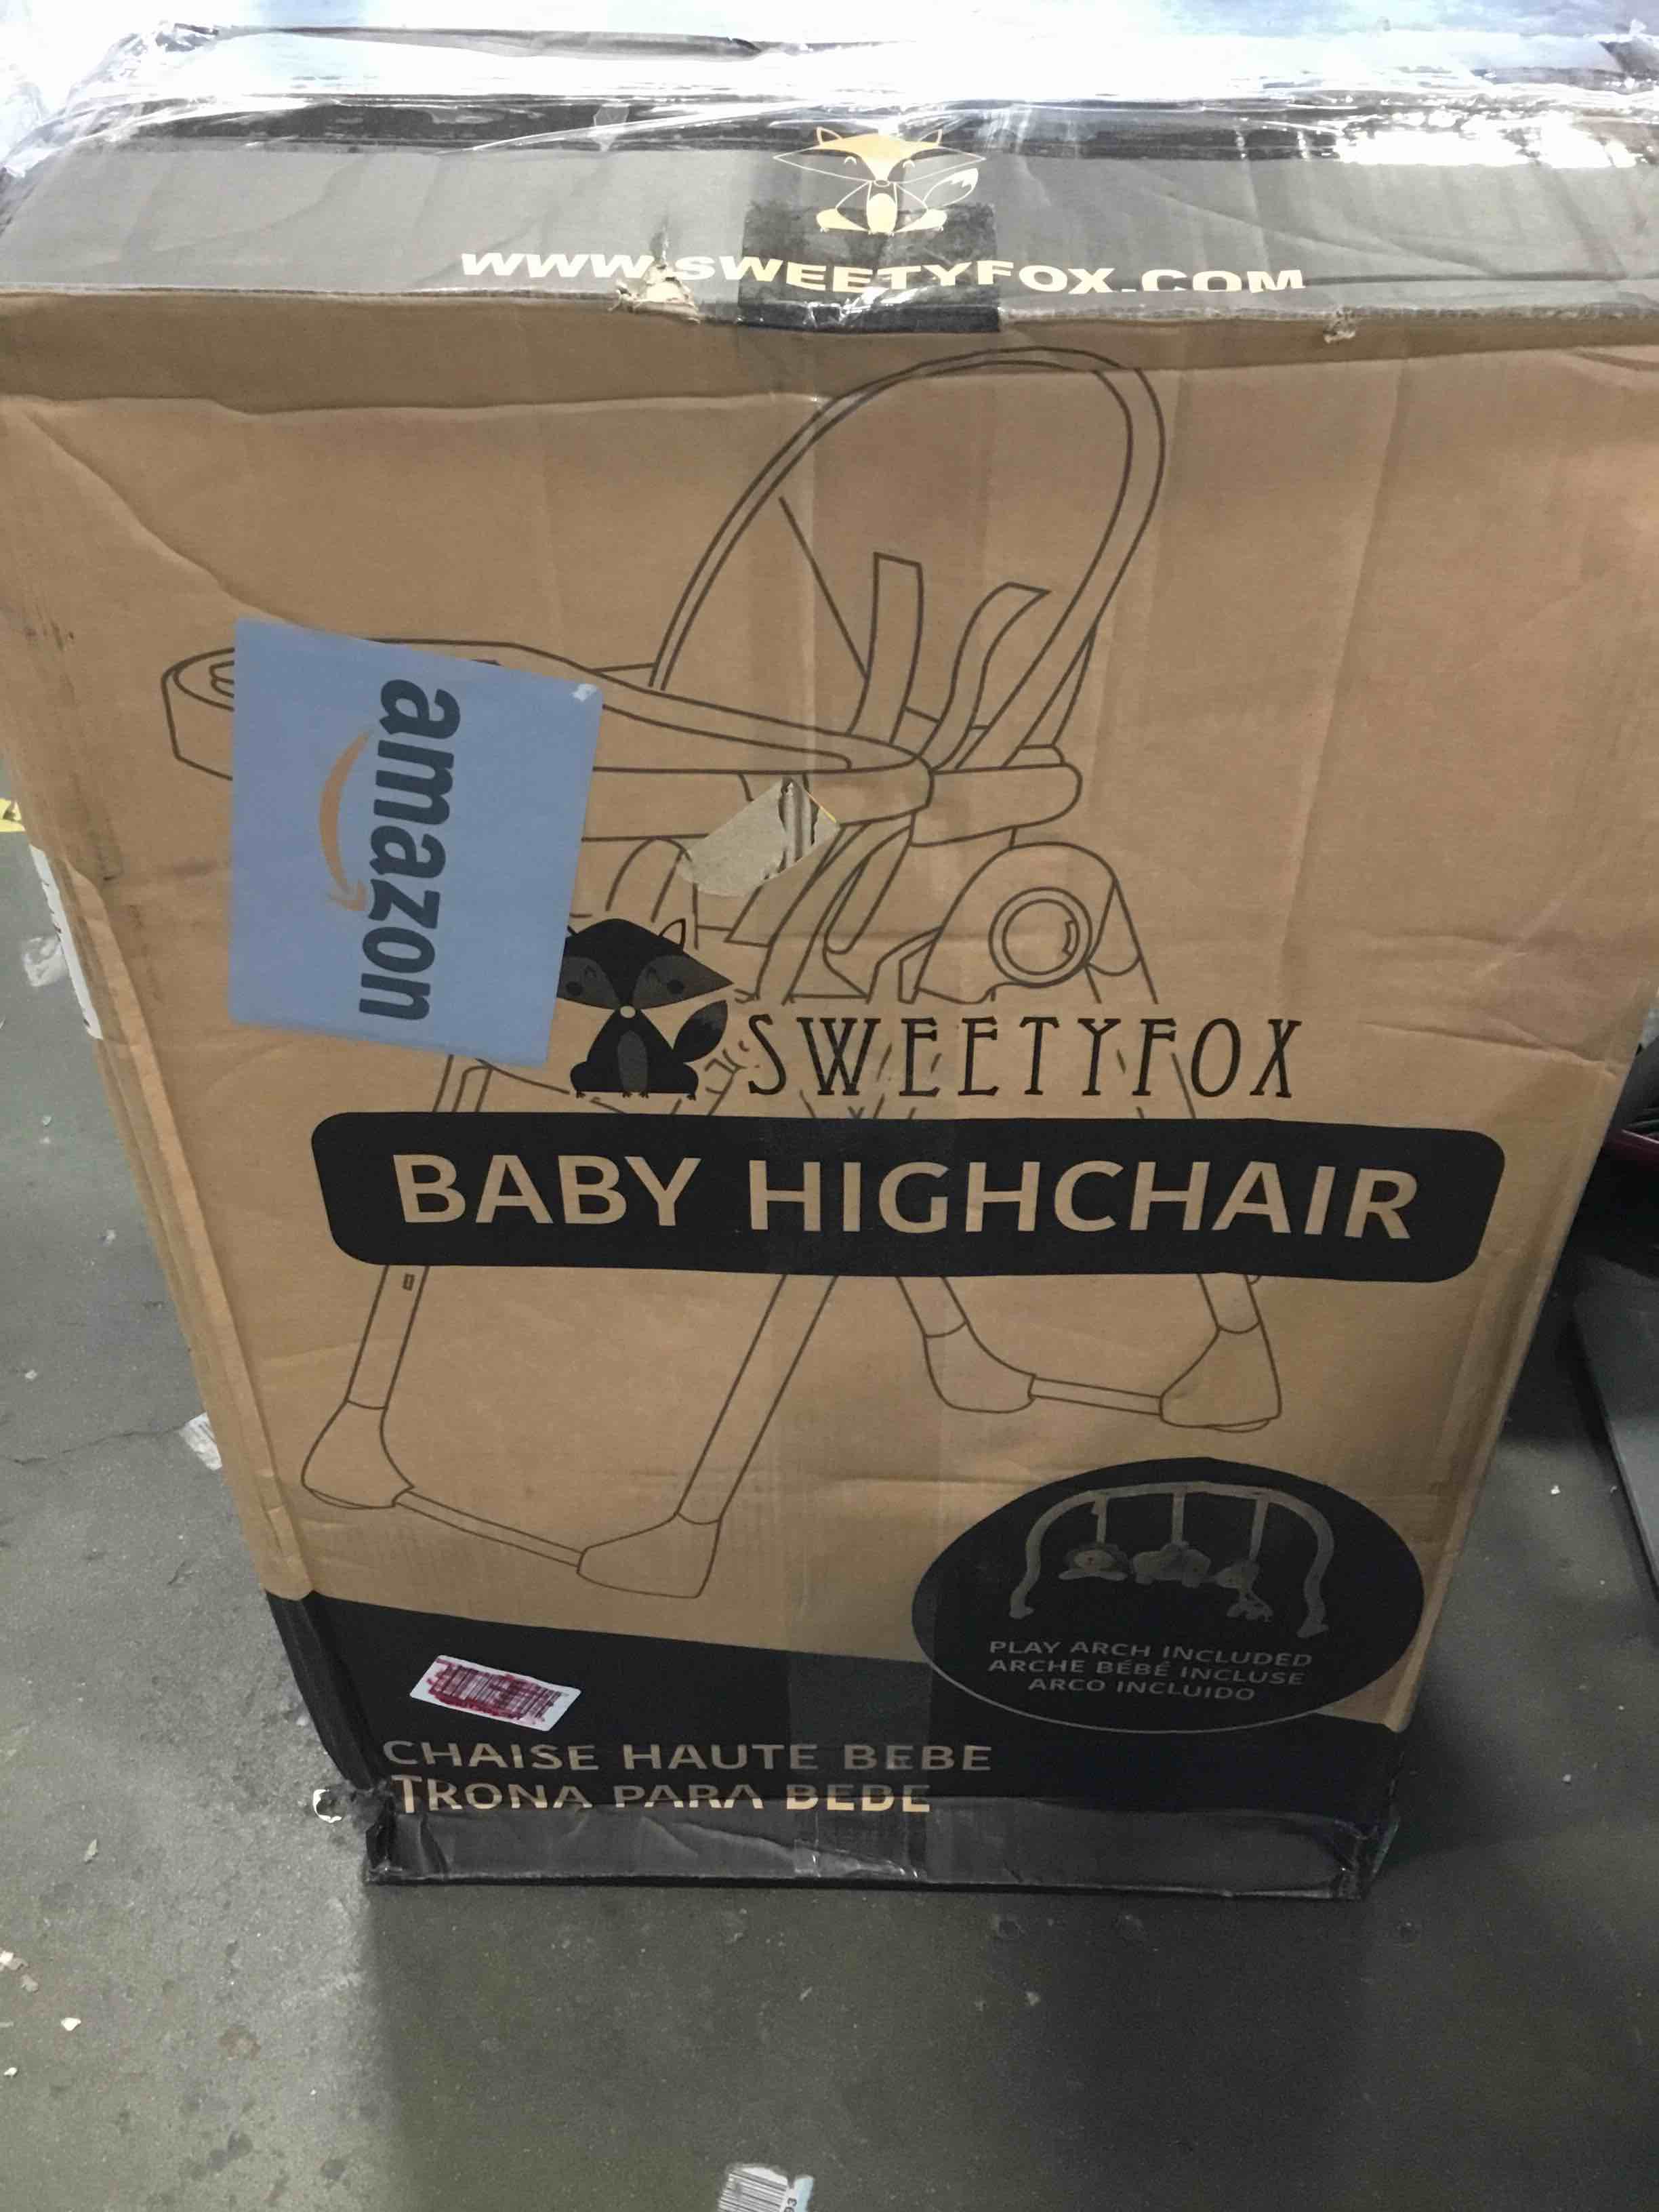 WWW.SWEETYFOX.COM
amazon
SWEETYFOX
BABY HIGHCHAIR
PLAY ARCH INCLUDED
ARCHE BÉBÉ INCLUSE
ARCO INCLUIDO
CHAISE HAUTE BEBE
TRONA PARA BEBE
93